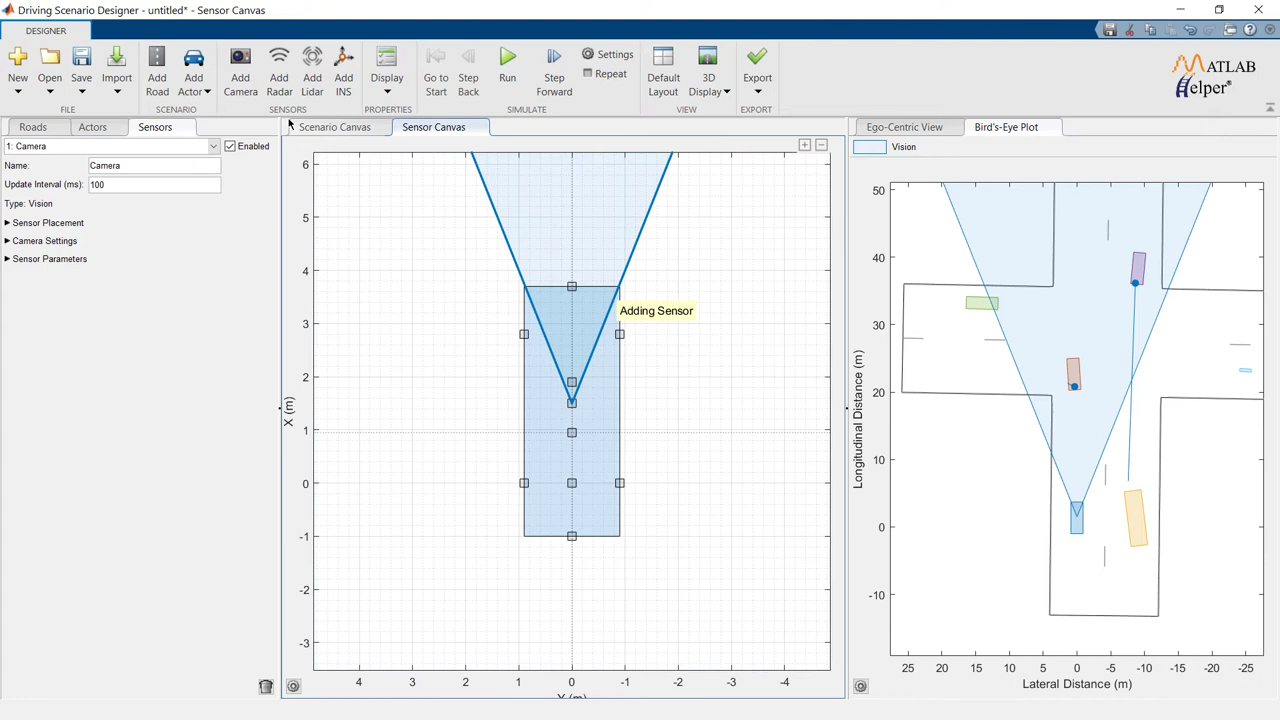 Driving Scenario Designer - untitled* - Sensor Canvas
DESIGNER
New
Open
Save
Import
Add Road
Add Actor
Add Camera
Add Radar
Add Lidar
Add INS
Display
Go to Start
Step Back
Run
Step Forward
Settings
Repeat
Default Layout
3D Display
Export
FILE
SCENARIO
SENSORS
PROPERTIES
SIMULATE
VIEW
EXPORT
MATLAB
Helper®
Roads
Actors
Sensors
1: Camera
Enabled
Name:
Camera
Update Interval (ms):
100
Type: Vision
Sensor Placement
Camera Settings
Sensor Parameters
Scenario Canvas
Sensor Canvas
6
5
4
3
2
1
0
-1
-2
-3
X (m)
Adding Sensor
4
3
2
1
0
-1
-2
-3
-4
Y (m)
Ego-Centric View
Bird's-Eye Plot
Vision
50
40
30
20
10
0
-10
Longitudinal Distance (m)
25
20
15
10
5
0
-5
-10
-15
-20
-25
Lateral Distance (m)